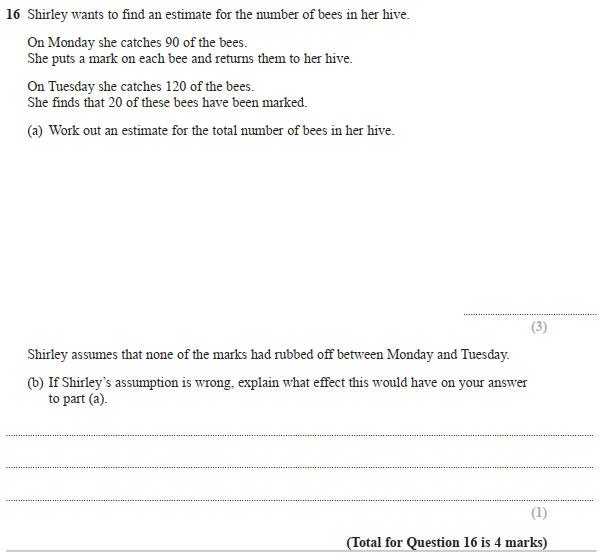 16 Shirley wants to find an estimate for the number of bees in her hive.
On Monday she catches 90 of the bees.
She puts a mark on each bee and returns them to her hive.
On Tuesday she catches 120 of the bees.
She finds that 20 of these bees have been marked.
(a) Work out an estimate for the total number of bees in her hive.
(3)
Shirley assumes that none of the marks had rubbed off between Monday and Tuesday.
(b) If Shirley's assumption is wrong, explain what effect this would have on your answer
to part (a).
(1)
(Total for Question 16 is 4 marks)